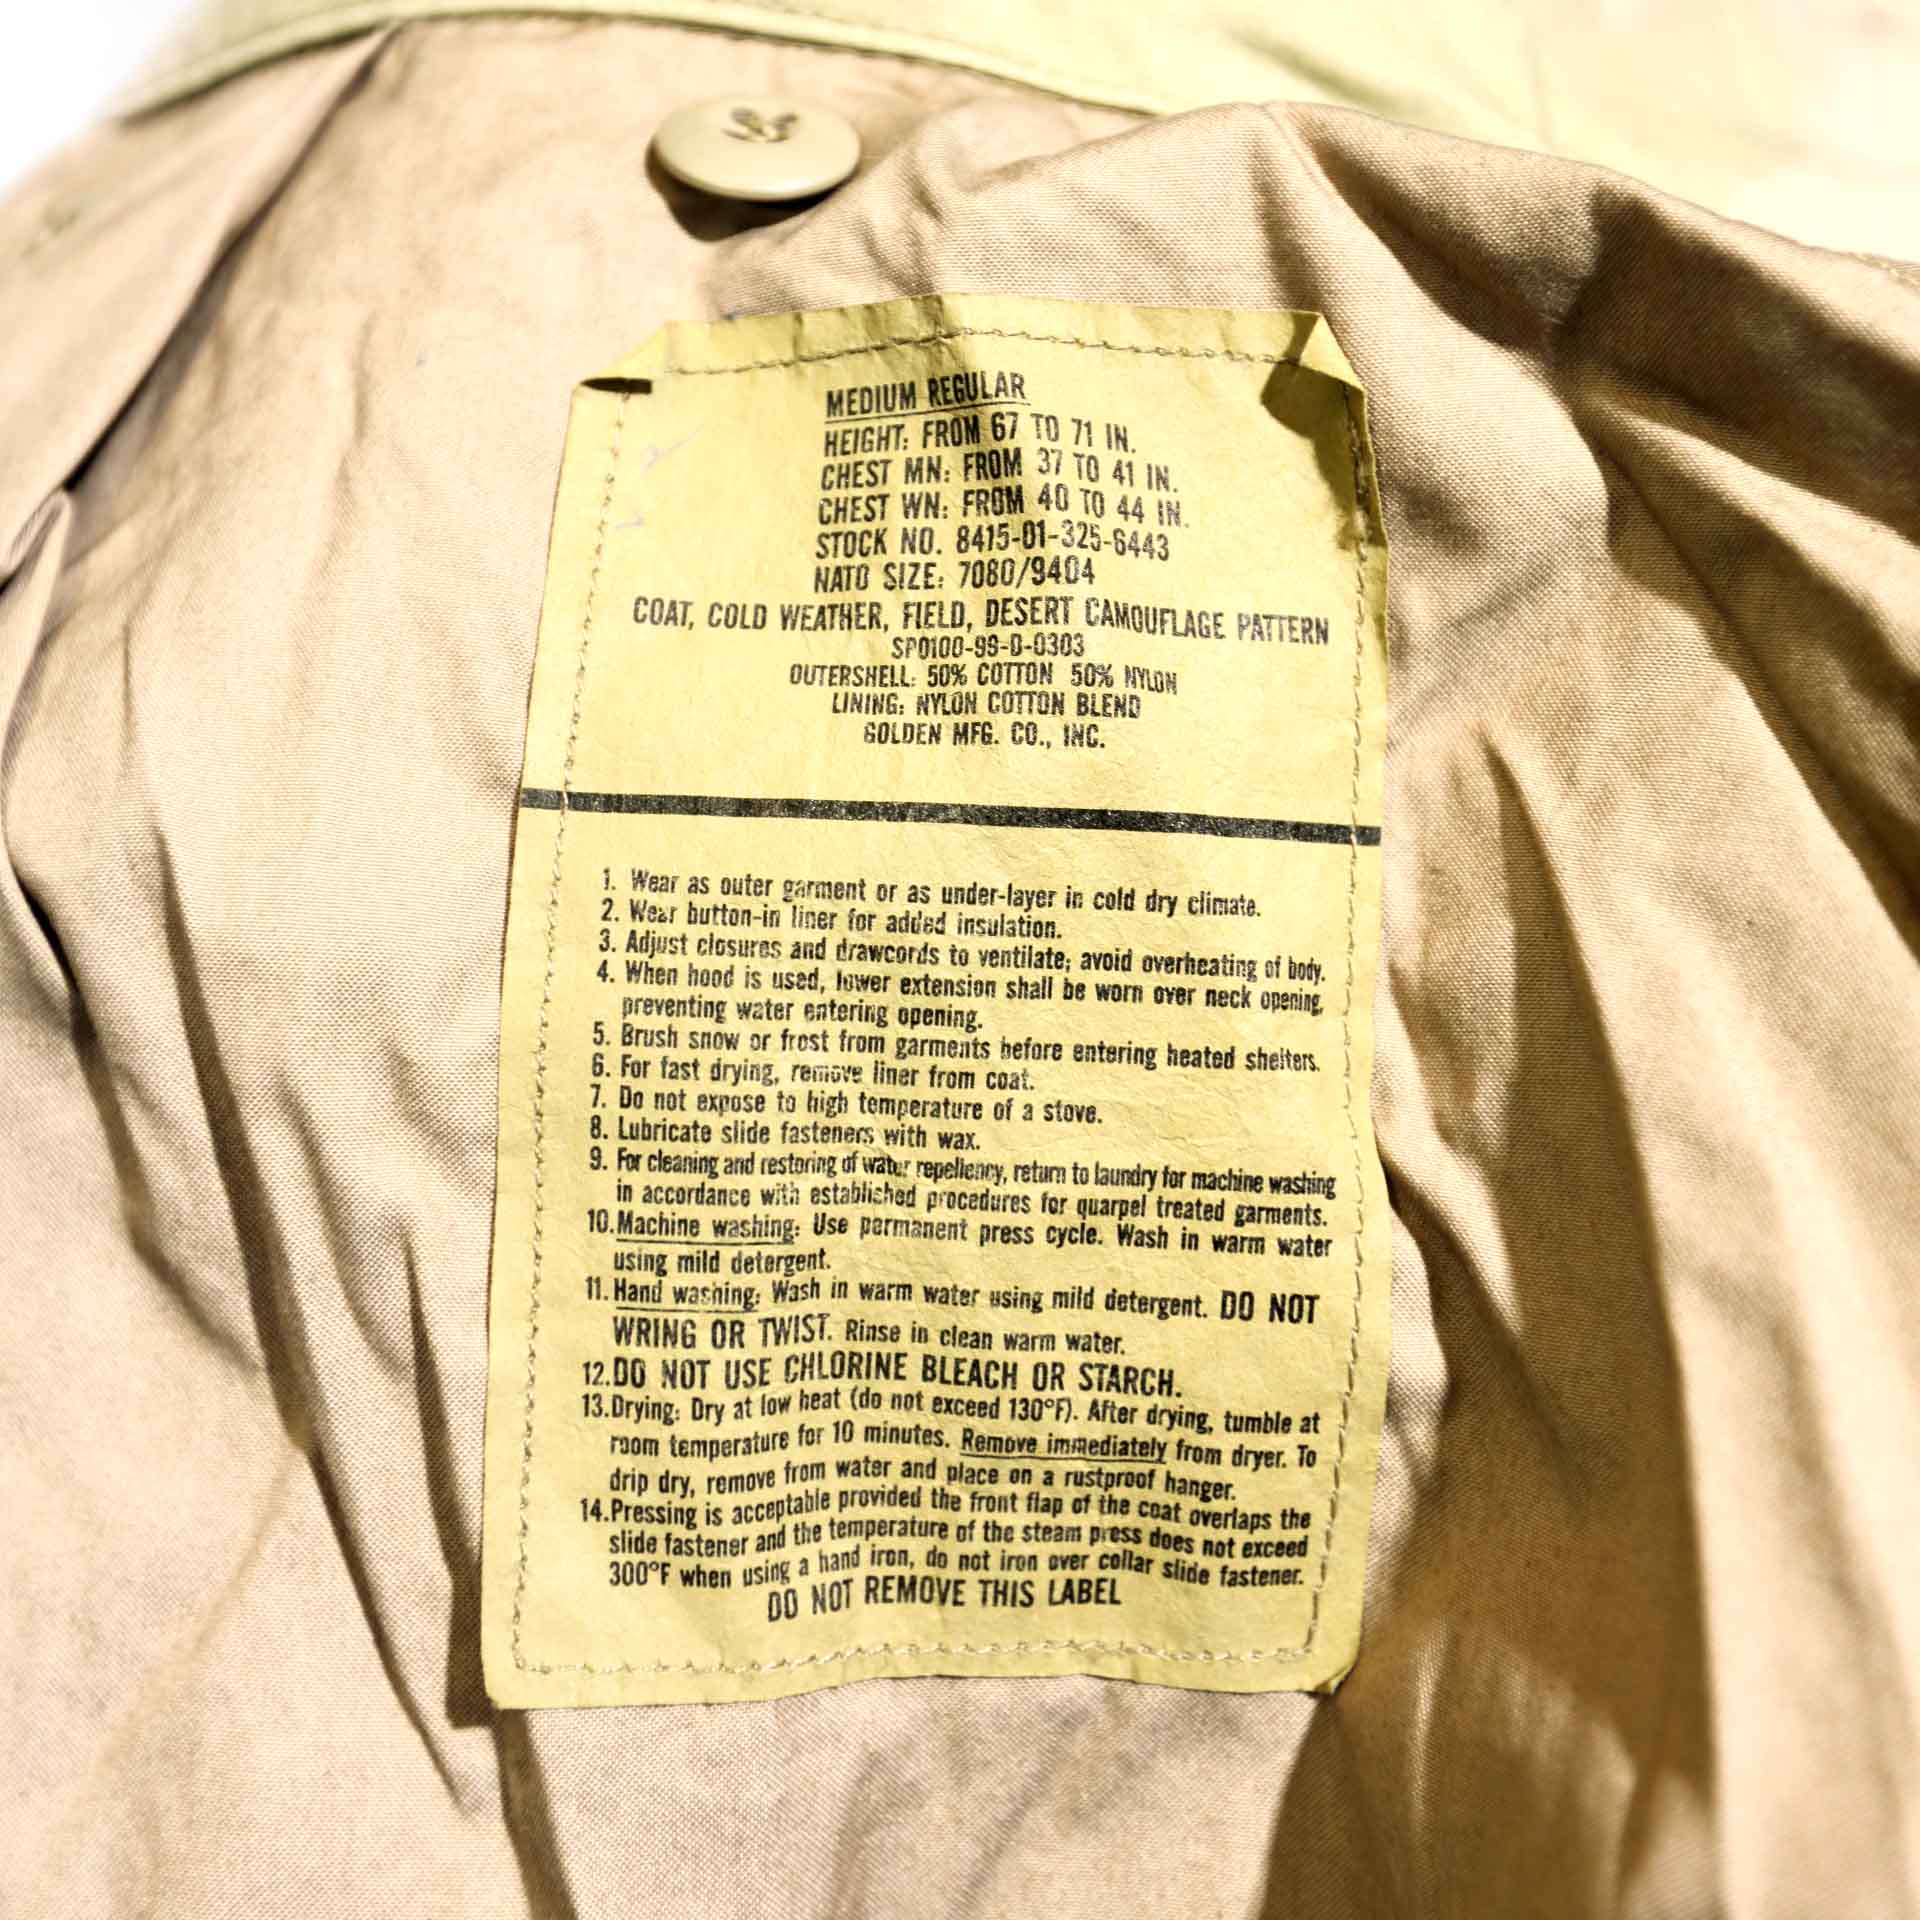 MEDIUM REGULAR
HEIGHT: FROM 67 TO 71 IN.
CHEST MN: FROM 37 TO 41 IN.
CHEST WN: FROM 40 TO 44 IN.
STOCK NO. 8415-01-325-6443
NATO SIZE: 7080/9404
COAT, COLD WEATHER, FIELD, DESERT CAMOUFLAGE PATTERN
SP0100-99-D-0303
OUTERSHELL: 50% COTTON 50% NYLON
LINING: NYLON COTTON BLEND
GOLDEN MFG. CO., INC.
1. Wear as outer garment or as under-layer in cold dry climate.
2. Wear button-in liner for added insulation.
3. Adjust closures and drawcords to ventilate; avoid overheating of body.
4. When hood is used, lower extension shall be worn over neck opening,
preventing water entering opening.
5. Brush snow or frost from garments before entering heated shelters.
6. For fast drying, remove liner from coat.
7. Do not expose to high temperature of a stove.
8. Lubricate slide fasteners with wax.
9. For cleaning and restoring of water repellency, return to laundry for machine washing
in accordance with established procedures for quarpel treated garments.
10. Machine washing: Use permanent press cycle. Wash in warm water
using mild detergent.
11. Hand washing: Wash in warm water using mild detergent. DO NOT
WRING OR TWIST. Rinse in clean warm water.
12. DO NOT USE CHLORINE BLEACH OR STARCH.
13. Drying: Dry at low heat (do not exceed 130°F). After drying, tumble at
room temperature for 10 minutes. Remove immediately from dryer. To
drip dry, remove from water and place on a rustproof hanger.
14. Pressing is acceptable provided the front flap of the coat overlaps the
slide fastener and the temperature of the steam press does not exceed
300°F when using a hand iron, do not iron over collar slide fastener.
DO NOT REMOVE THIS LABEL